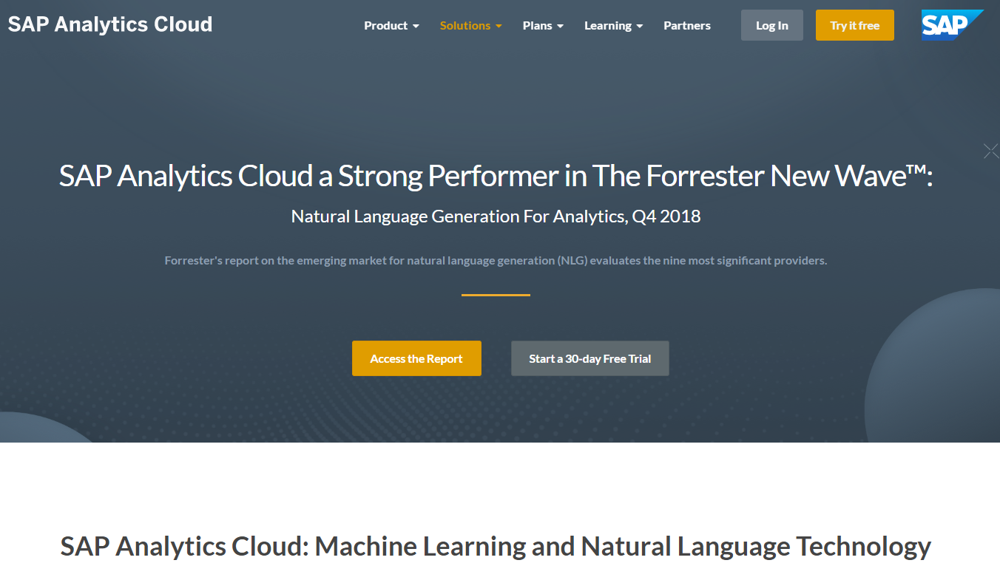 SAP Analytics Cloud
Product
Solutions
Plans
Learning
Partners
Log In
Try it free
SAP
SAP Analytics Cloud a Strong Performer in The Forrester New Wave™:
Natural Language Generation For Analytics, Q4 2018
Forrester's report on the emerging market for natural language generation (NLG) evaluates the nine most significant providers.
Access the Report
Start a 30-day Free Trial
SAP Analytics Cloud: Machine Learning and Natural Language Technology